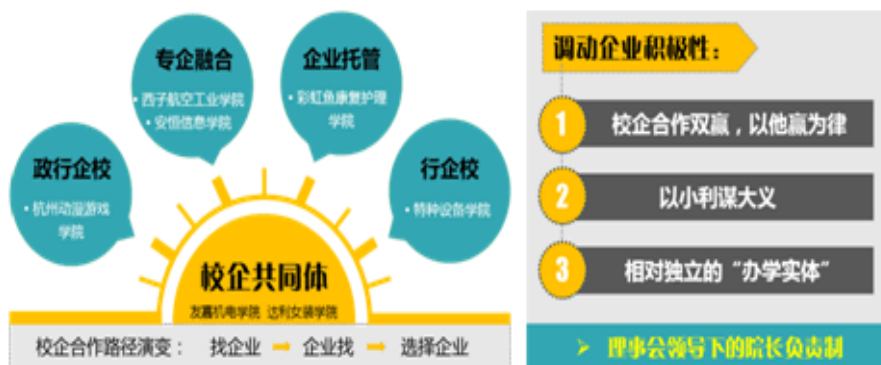 专企融合
• 西子航空工业学院
• 安恒信息学院
企业托管
• 彩虹鱼康复护理
学院
政行企校
• 杭州动漫游戏
学院
行企校
• 特种设备学院
校企共同体
友嘉机电学院 达利女装学院
校企合作路径演变： 找企业 → 企业找 → 选择企业
调动企业积极性：
1 校企合作双赢，以他赢为律
2 以小利谋大义
3 相对独立的“办学实体”
➢ 理事会领导下的院长负责制